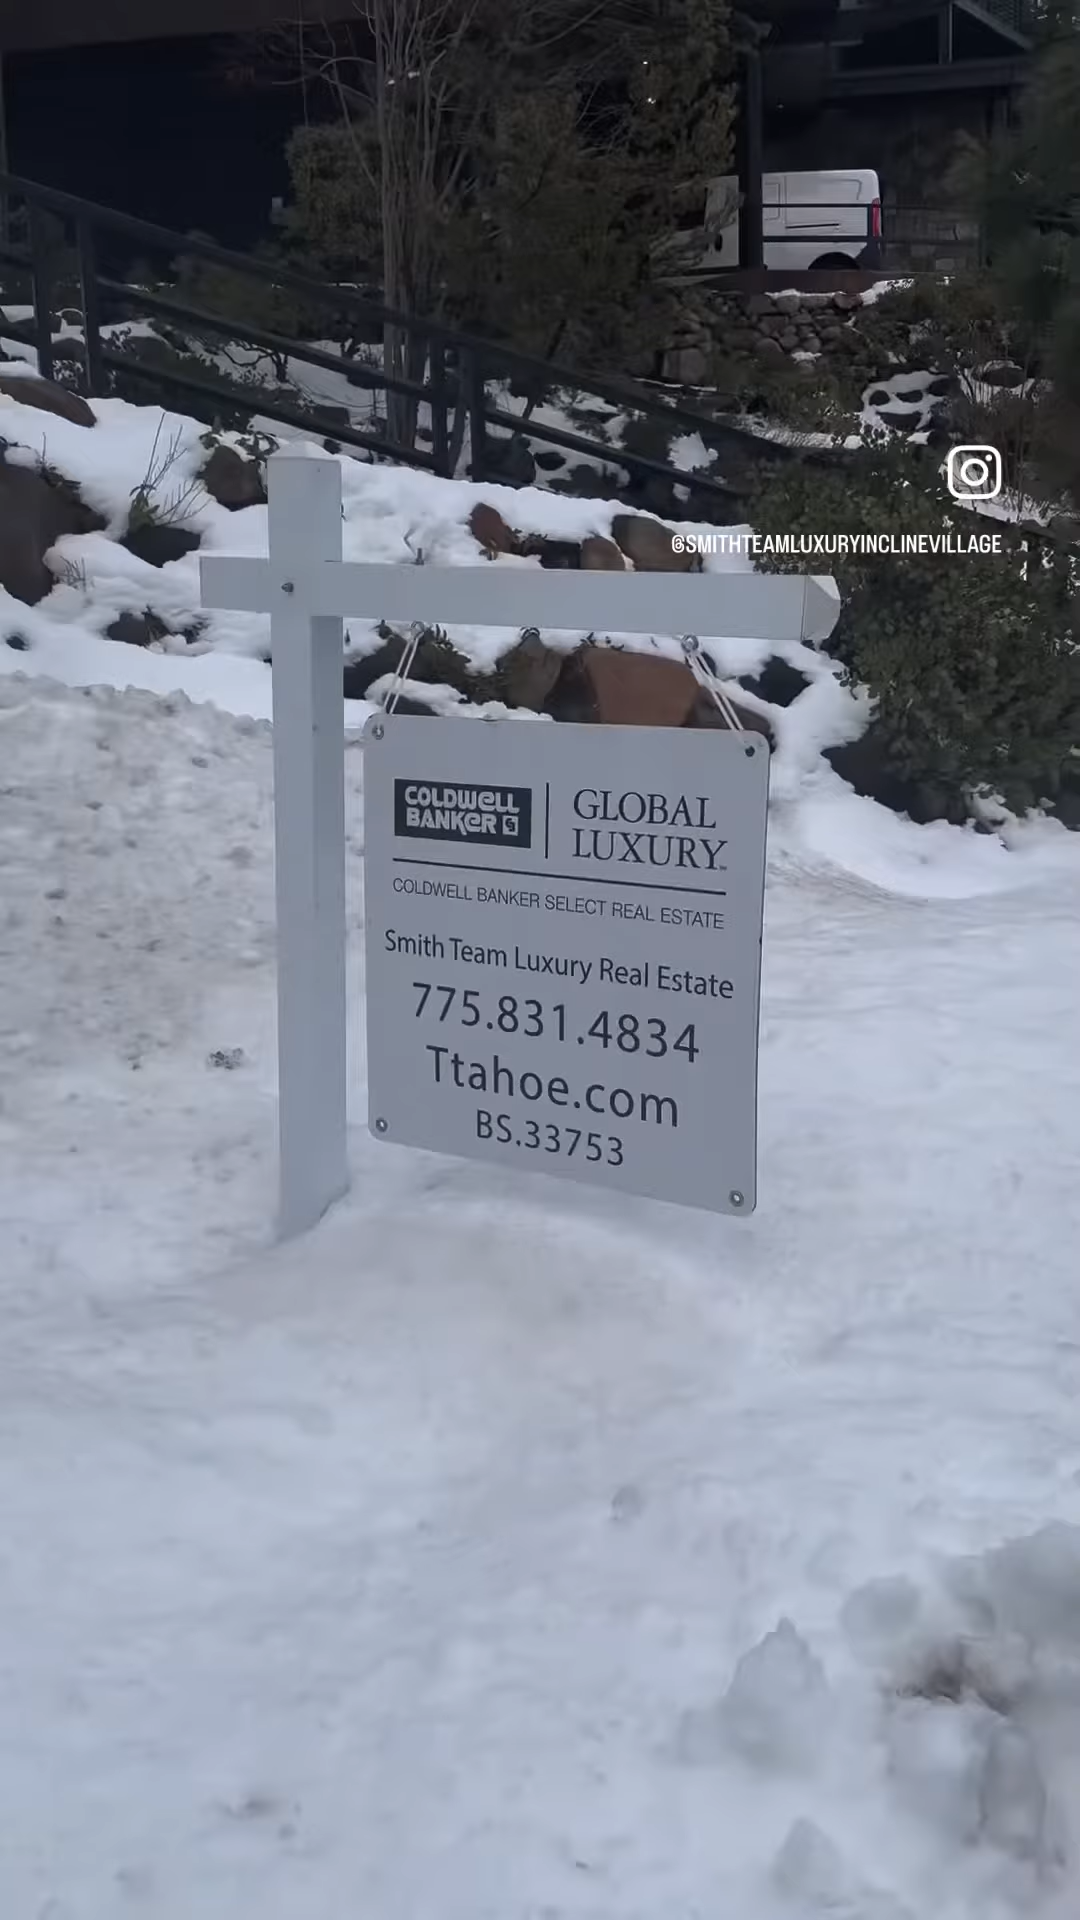 @SMITHTEAMLUXURYINCLINEVILLAGE
COLDWELL
BANKER
GLOBAL
LUXURY
COLDWELL BANKER SELECT REAL ESTATE
Smith Team Luxury Real Estate
775.831.4834
Ttahoe.com
BS.33753